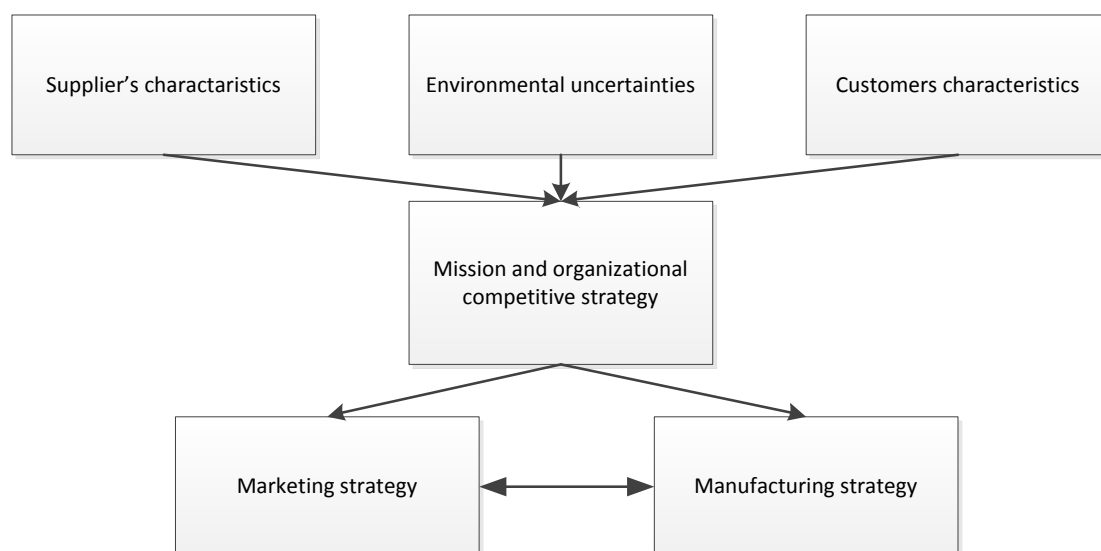 Supplier’s charactaristics
Environmental uncertainties
Customers characteristics
Mission and organizational
competitive strategy
Marketing strategy
Manufacturing strategy